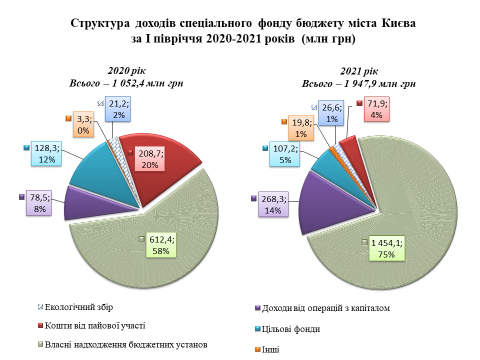 Структура доходів спеціального фонду бюджету міста Києва
за І півріччя 2020-2021 років (млн грн)
2020 рік
Всього – 1 052,4 млн грн
2021 рік
Всього – 1 947,9 млн грн
21,2;
2%
3,3;
0%
128,3;
12%
208,7;
20%
78,5;
8%
612,4;
58%
26,6;
1%
71,9;
4%
19,8;
1%
107,2;
5%
268,3;
14%
1 454,1;
75%
Екологічний збір
Кошти від пайової участі
Власні надходження бюджетних установ
Доходи від операцій з капіталом
Цільові фонди
Інші